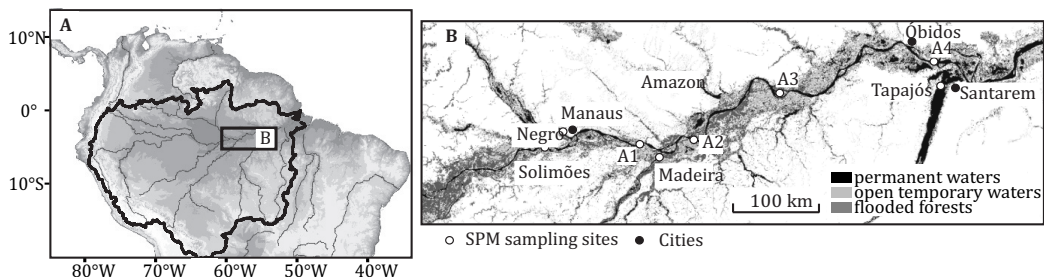 A
10°N
0°
10°S
B
80°W 70°W 60°W 50°W 40°W
B
Óbidos
A4
Amazon
A3
Tapajós
Santarem
Manaus
Negro
A1
A2
Solimões
Madeira
permanent waters
open temporary waters
flooded forests
100 km
SPM sampling sites
Cities